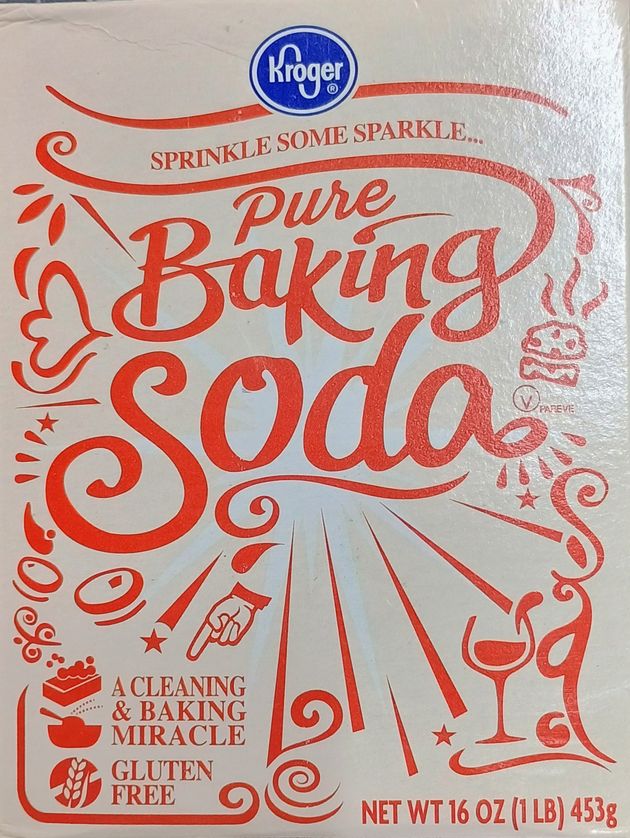 Kroger®
SPRINKLE SOME SPARKLE...
Pure
Baking
Soda
V PAREVE
A CLEANING
& BAKING
MIRACLE
GLUTEN
FREE
NET WT 16 OZ (1 LB) 453g